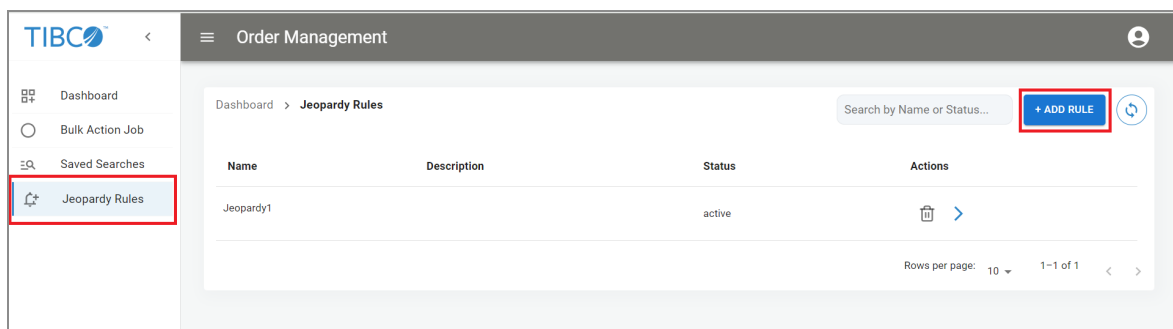 TIBCO
Order Management
Dashboard
Bulk Action Job
Saved Searches
Jeopardy Rules
Dashboard > Jeopardy Rules
Search by Name or Status...
+ ADD RULE
Name Description Status Actions
Jeopardy1 active
Rows per page: 10 1–1 of 1